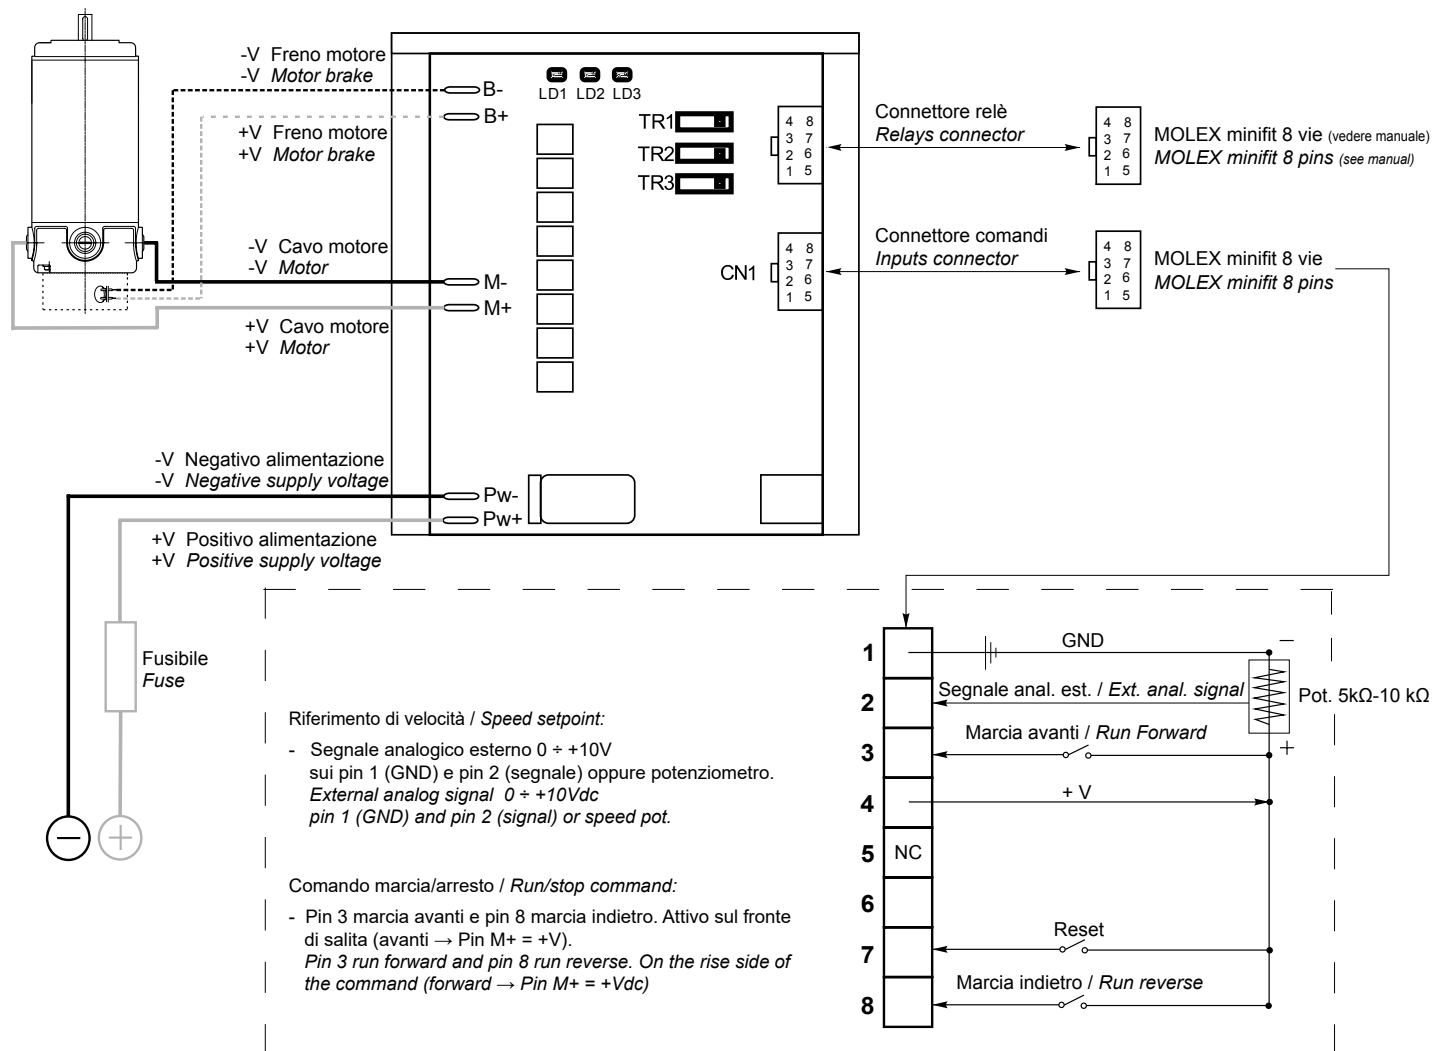 -V Freno motore
-V Motor brake
+V Freno motore
+V Motor brake
-V Cavo motore
-V Motor
+V Cavo motore
+V Motor
-V Negativo alimentazione
-V Negative supply voltage
+V Positivo alimentazione
+V Positive supply voltage
Fusibile
Fuse
B-
B+
M-
M+
Pw-
Pw+
LD1 LD2 LD3
TR1
TR2
TR3
4 8
3 7
2 6
1 5
CN1
4 8
3 7
2 6
1 5
Connettore relè
Relays connector
4 8
3 7
2 6
1 5
MOLEX minifit 8 vie (vedere manuale)
MOLEX minifit 8 pins (see manual)
Connettore comandi
Inputs connector
4 8
3 7
2 6
1 5
MOLEX minifit 8 vie
MOLEX minifit 8 pins
Riferimento di velocità / Speed setpoint:
- Segnale analogico esterno 0 ÷ +10V
sui pin 1 (GND) e pin 2 (segnale) oppure potenziometro.
External analog signal 0 ÷ +10Vdc
pin 1 (GND) and pin 2 (signal) or speed pot.
Comando marcia/arresto / Run/stop command:
- Pin 3 marcia avanti e pin 8 marcia indietro. Attivo sul fronte
di salita (avanti → Pin M+ = +V).
Pin 3 run forward and pin 8 run reverse. On the rise side of
the command (forward → Pin M+ = +Vdc)
1 GND −
2 Segnale anal. est. / Ext. anal. signal
Pot. 5kΩ-10 kΩ
3 Marcia avanti / Run Forward +
4 + V
5 NC
6
7 Reset
8 Marcia indietro / Run reverse